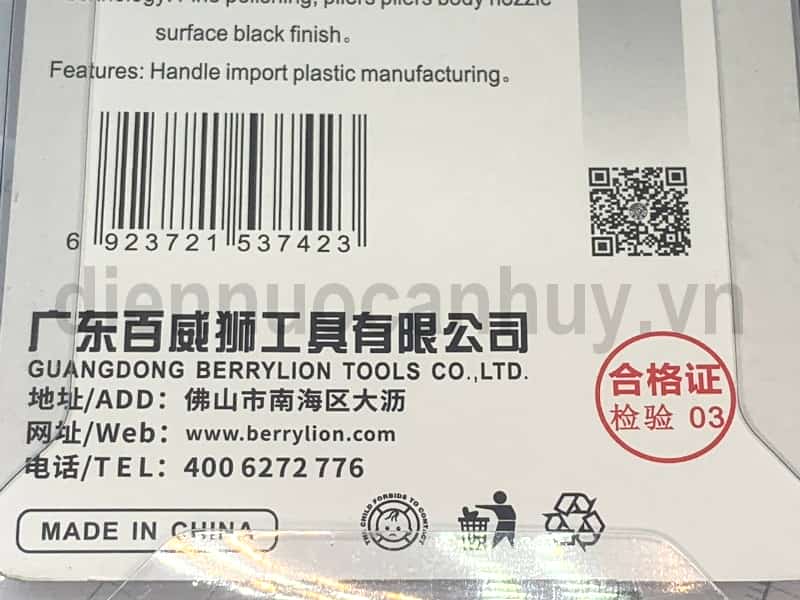 surface black finish。
Features: Handle import plastic manufacturing。
6 923721 537423
diennuocanhuy.vn
广东百威狮工具有限公司
GUANGDONG BERRYLION TOOLS CO.,LTD.
地址/ADD：佛山市南海区大沥
网址/Web：www.berrylion.com
电话/TEL：400 6272 776
合格证
检验 03
MADE IN CHINA
THE CHILD FORBIDS TO CONTACT